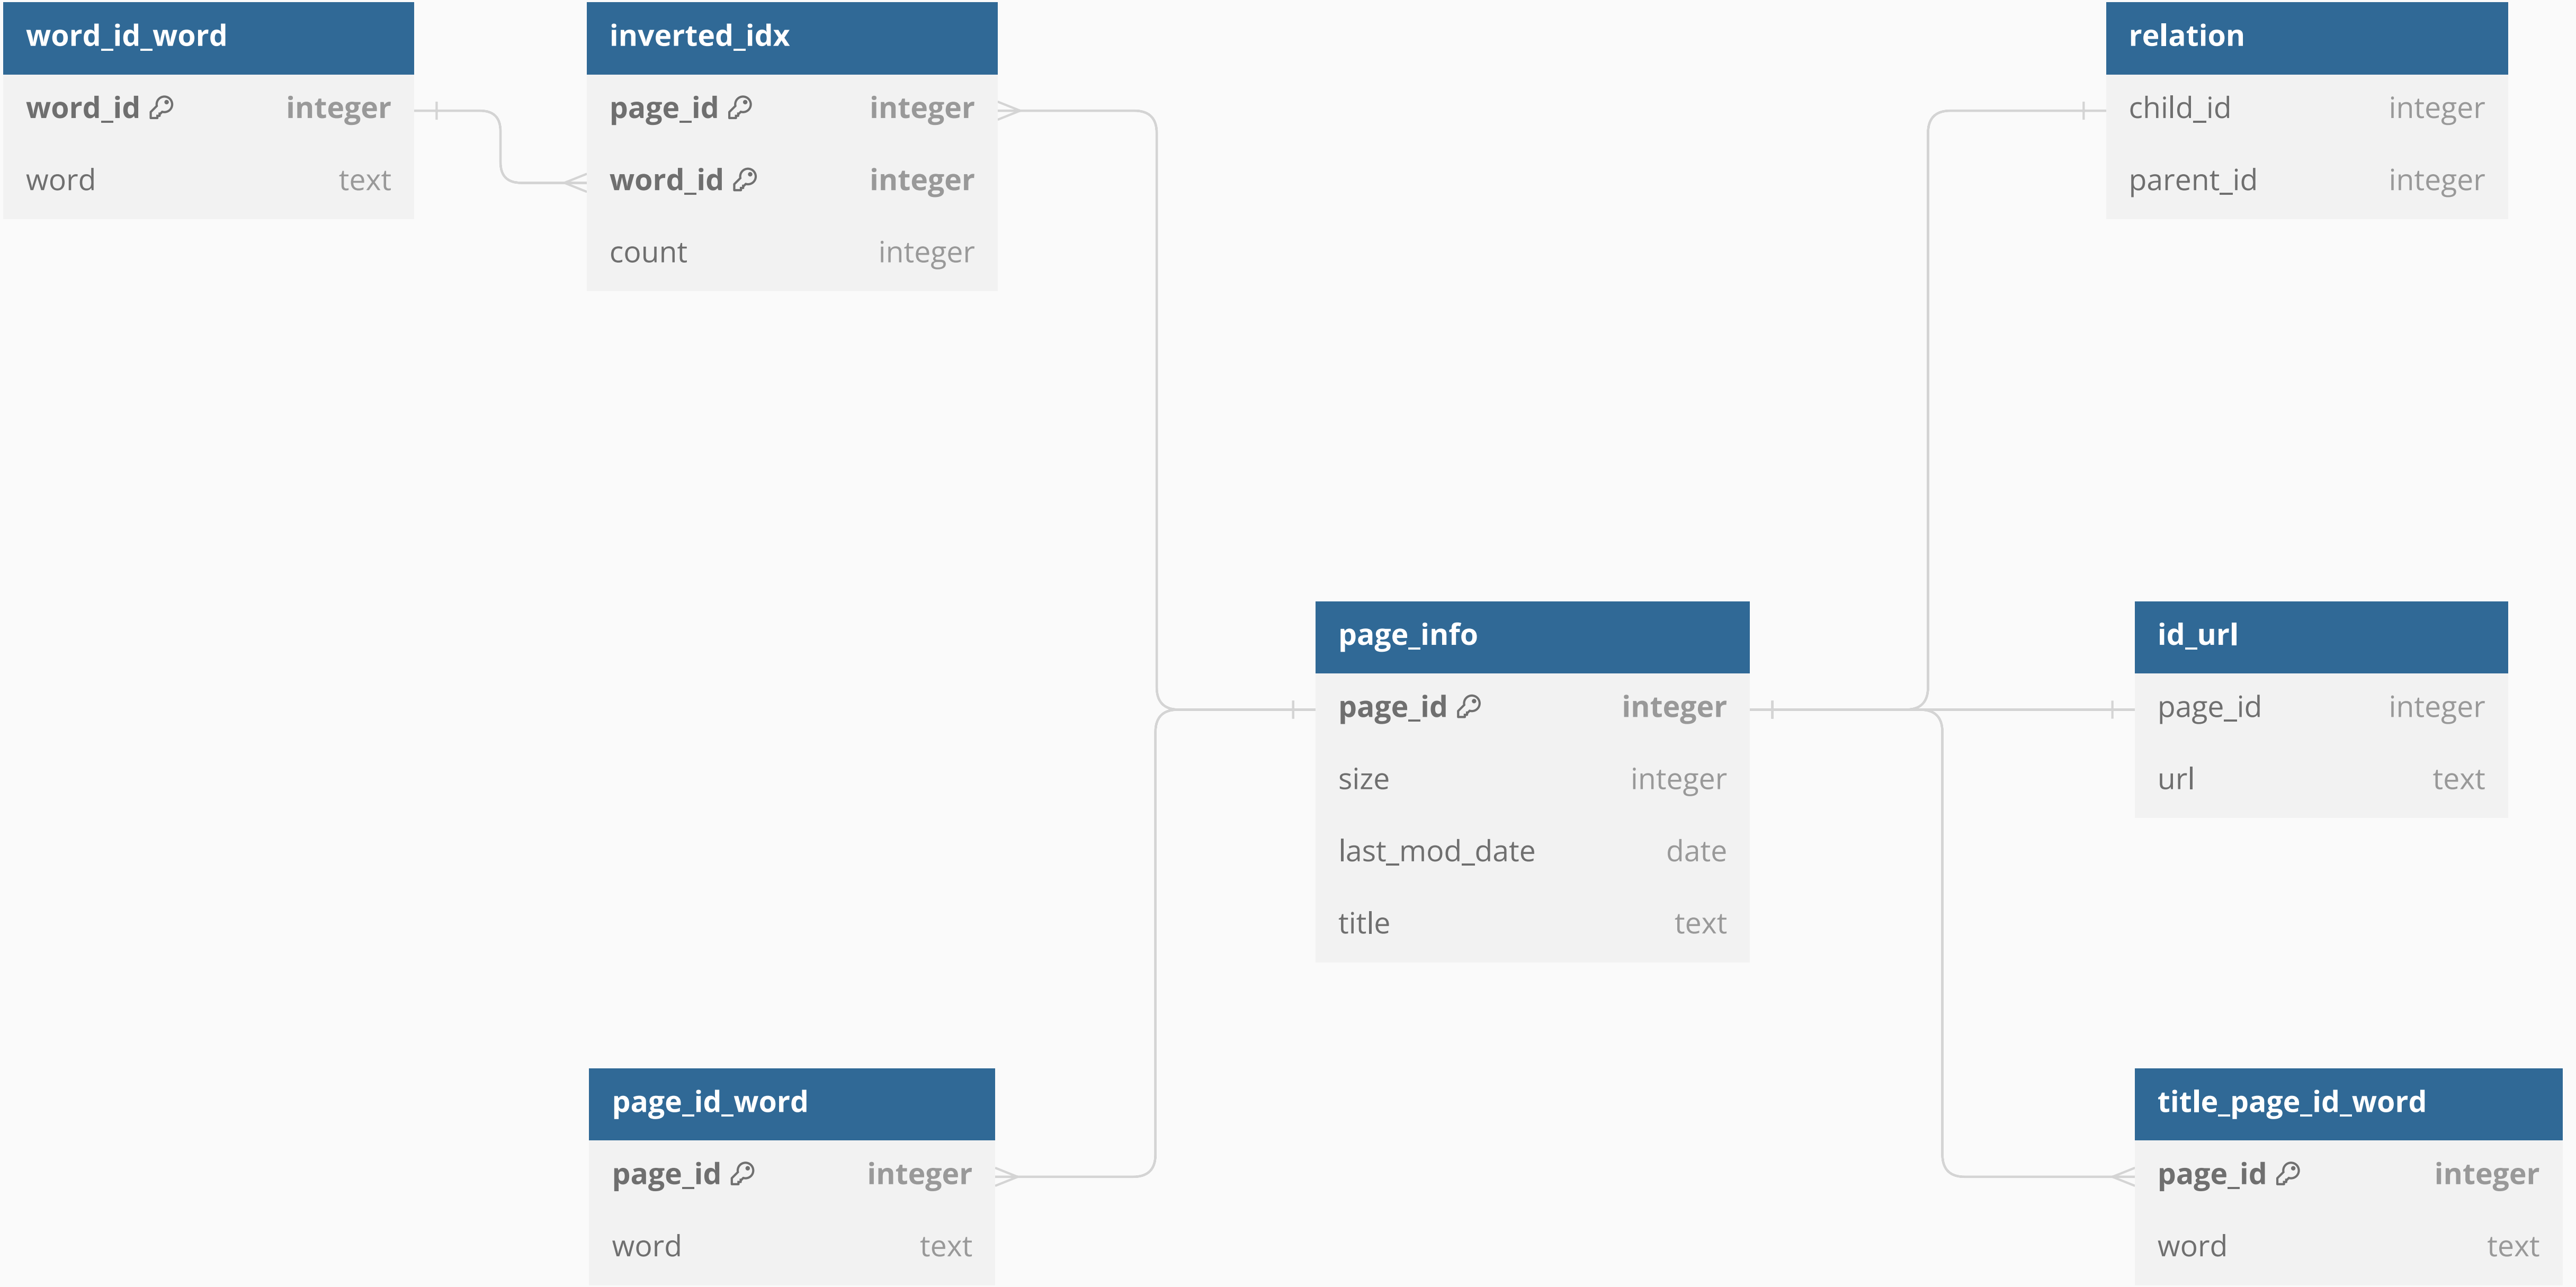 word_id_word
word_id integer
word text
inverted_idx
page_id integer
word_id integer
count integer
relation
child_id integer
parent_id integer
page_info
page_id integer
size integer
last_mod_date date
title text
id_url
page_id integer
url text
page_id_word
page_id integer
word text
title_page_id_word
page_id integer
word text